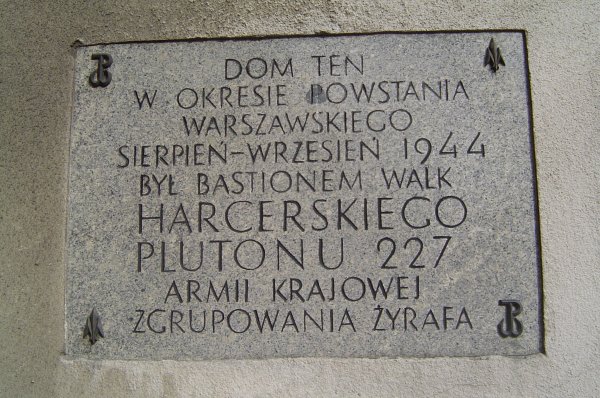 DOM TEN
W OKRESIE POWSTANIA
WARSZAWSKIEGO
SIERPIEŃ-WRZESIEŃ 1944
BYŁ BASTIONEM WALK
HARCERSKIEGO
PLUTONU 227
ARMII KRAJOWEJ
ZGRUPOWANIA ŻYRAFA